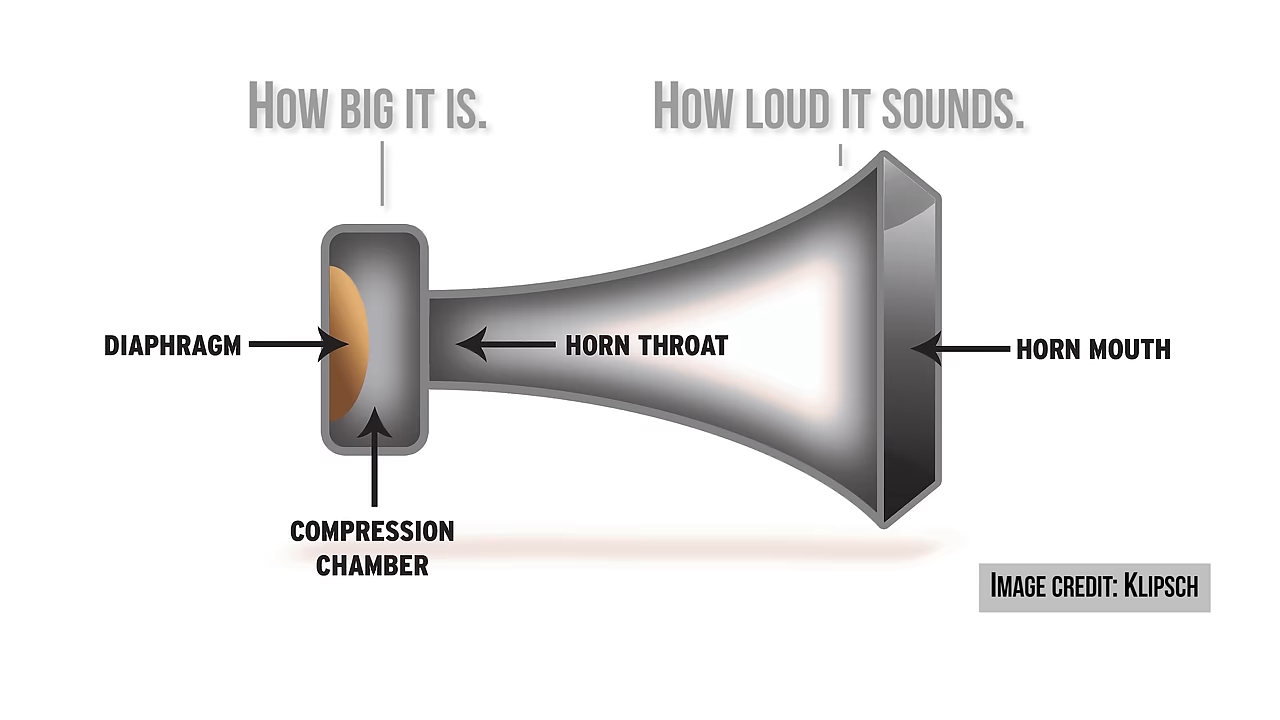 How big it is.
How loud it sounds.
DIAPHRAGM
HORN THROAT
HORN MOUTH
COMPRESSION
CHAMBER
Image credit: Klipsch